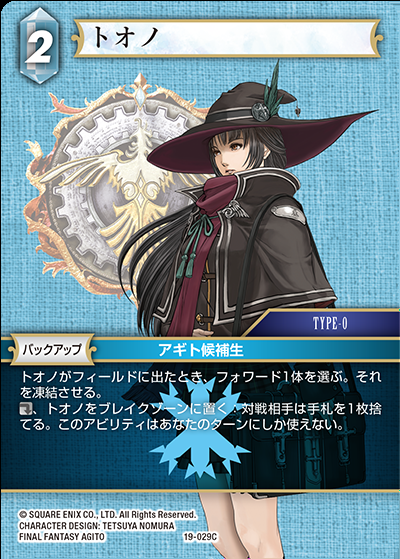 2
トオノ
TYPE-0
バックアップ
アギト候補生
トオノがフィールドに出たとき、フォワード1体を選ぶ。それ
を凍結させる。
、トオノをブレイクゾーンに置く:対戦相手は手札を1枚捨
てる。このアビリティはあなたのターンにしか使えない。
© SQUARE ENIX CO., LTD. All Rights Reserved.
CHARACTER DESIGN: TETSUYA NOMURA
FINAL FANTASY AGITO
19-029C